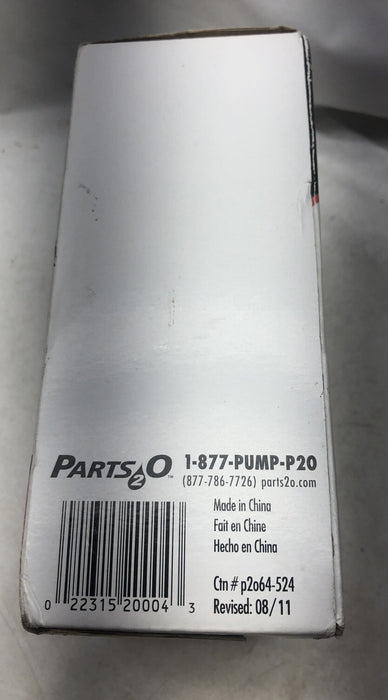 PARTS2O™ 1-877-PUMP-P20
(877-786-7726) parts2o.com
Made in China
Fait en Chine
Hecho en China
Ctn # p2o64-524
Revised: 08/11
0 22315 20004 3